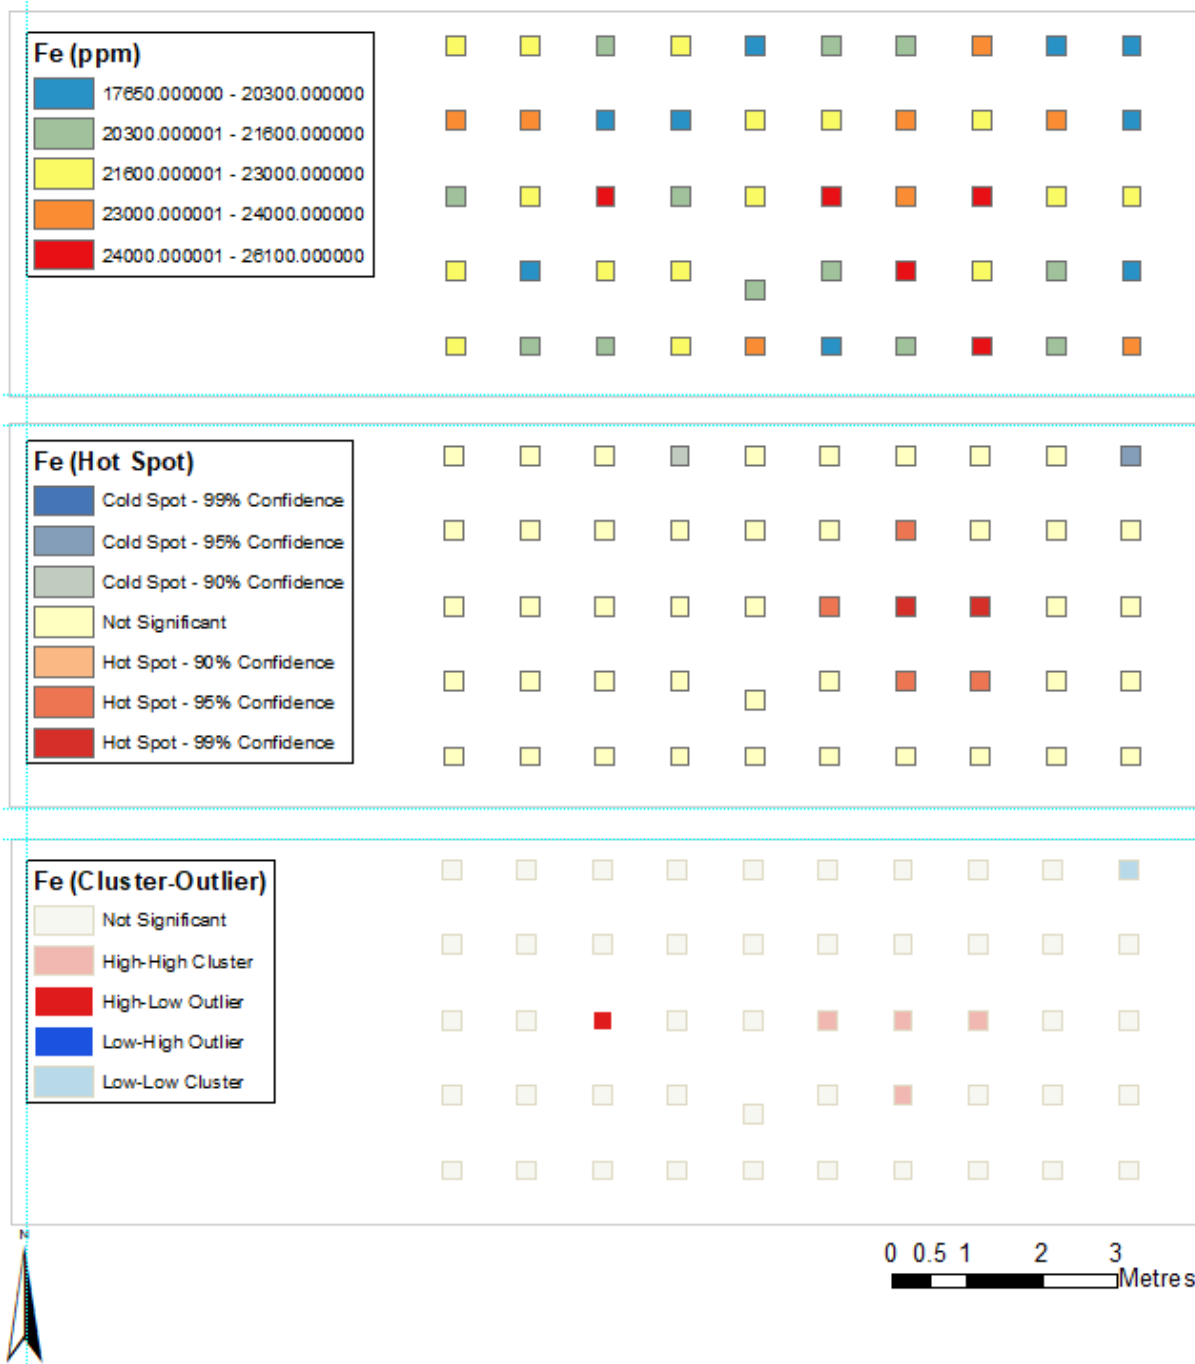 Fe (ppm)
17650.000000 - 20300.000000
20300.000001 - 21600.000000
21600.000001 - 23000.000000
23000.000001 - 24000.000000
24000.000001 - 26100.000000
Fe (Hot Spot)
Cold Spot - 99% Confidence
Cold Spot - 95% Confidence
Cold Spot - 90% Confidence
Not Significant
Hot Spot - 90% Confidence
Hot Spot - 95% Confidence
Hot Spot - 99% Confidence
Fe (Cluster-Outlier)
Not Significant
High-High Cluster
High-Low Outlier
Low-High Outlier
Low-Low Cluster
N
0 0.5 1 2 3
Metres